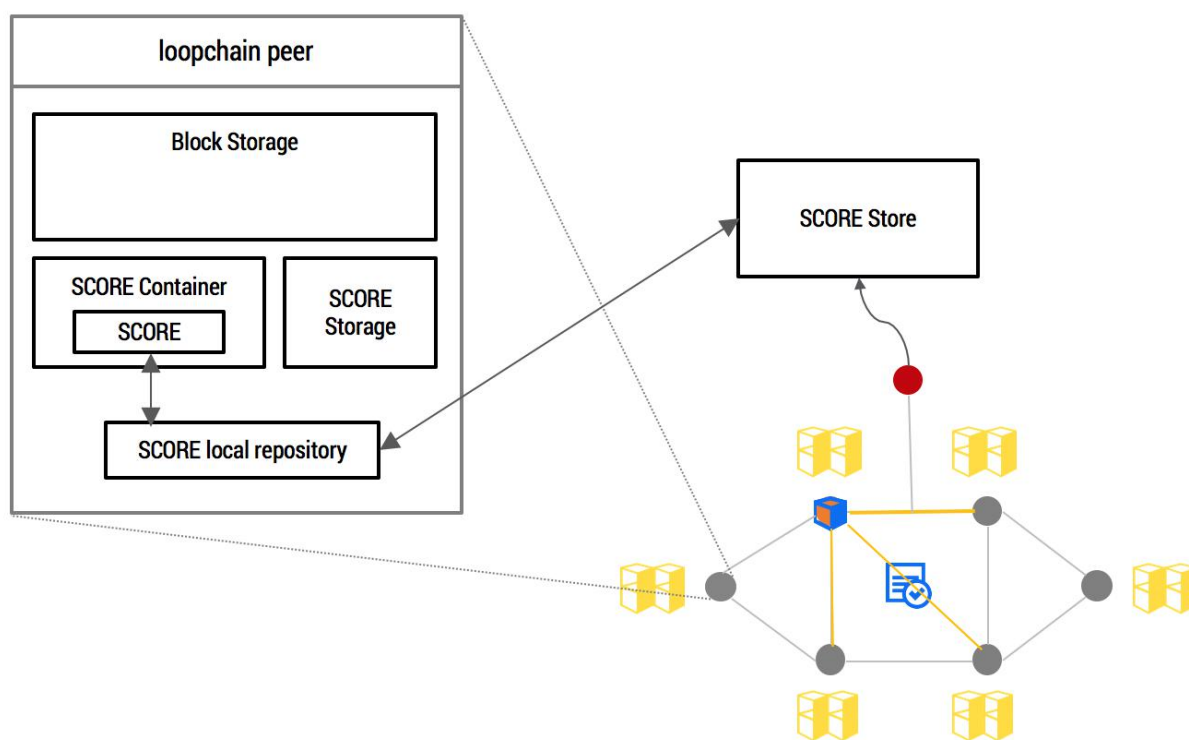 loopchain peer
Block Storage
SCORE Container
SCORE
SCORE
Storage
SCORE local repository
SCORE Store